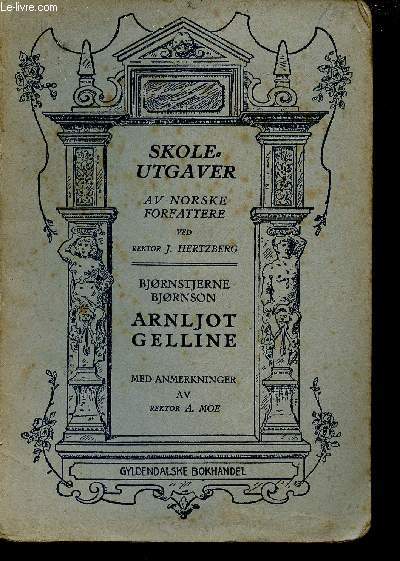 Le-livre.com
SKOLE-
UTGAVER
AV NORSKE
FORFATTERE
VED
REKTOR J. HERTZBERG
BJØRNSTJERNE
BJØRNSON
ARNLJOT
GELLINE
MED ANMERKNINGER
AV
REKTOR A. MOE
GYLDENDALSKE BOKHANDEL